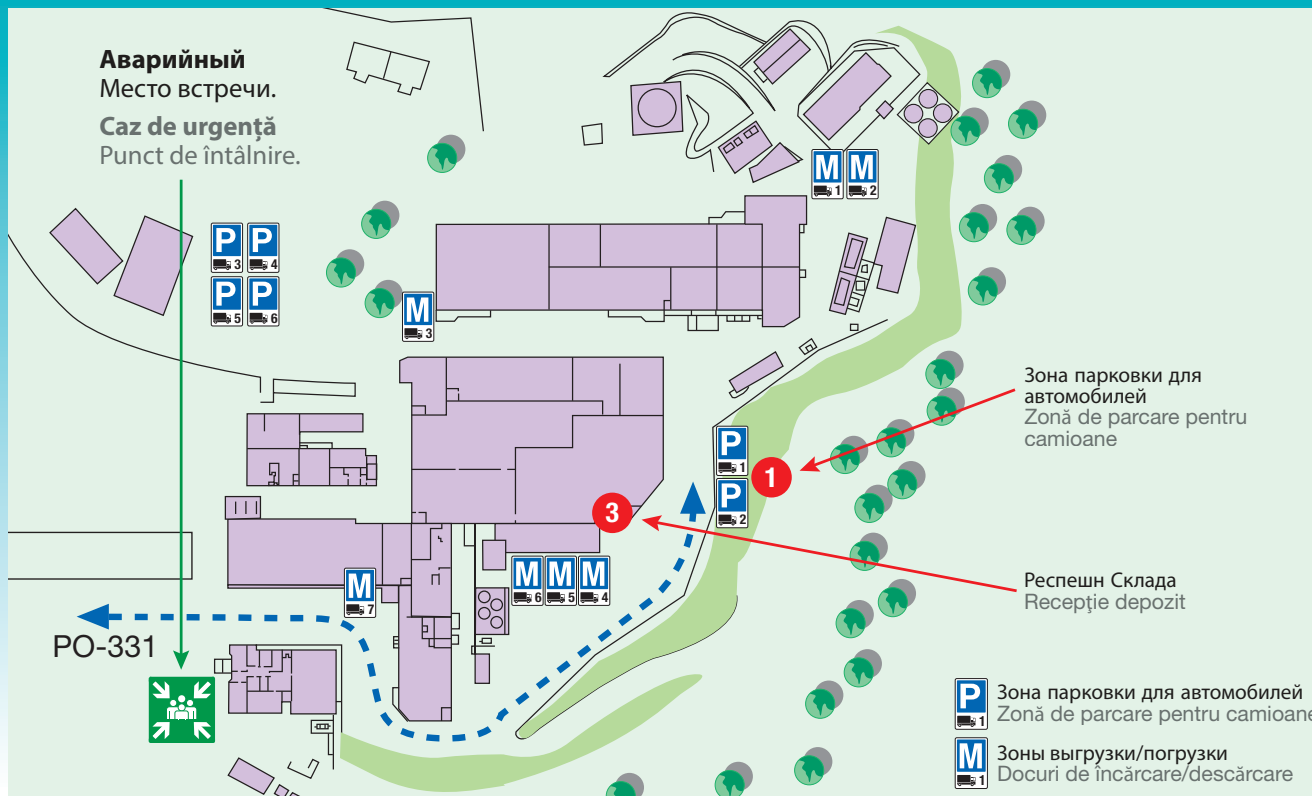 Аварийный
Место встречи.
Caz de urgență
Punct de întâlnire.
M 1
M 2
P 3
P 4
P 5
P 6
M 3
Зона парковки для
автомобилей
Zonă de parcare pentru
camioane
P 1
1
P 2
3
M 6
M 5
M 4
M 7
Респешн Склада
Recepție depozit
PO-331
P 1
Зона парковки для автомобилей
Zonă de parcare pentru camioane
M 1
Зоны выгрузки/погрузки
Docuri de încărcare/descărcare